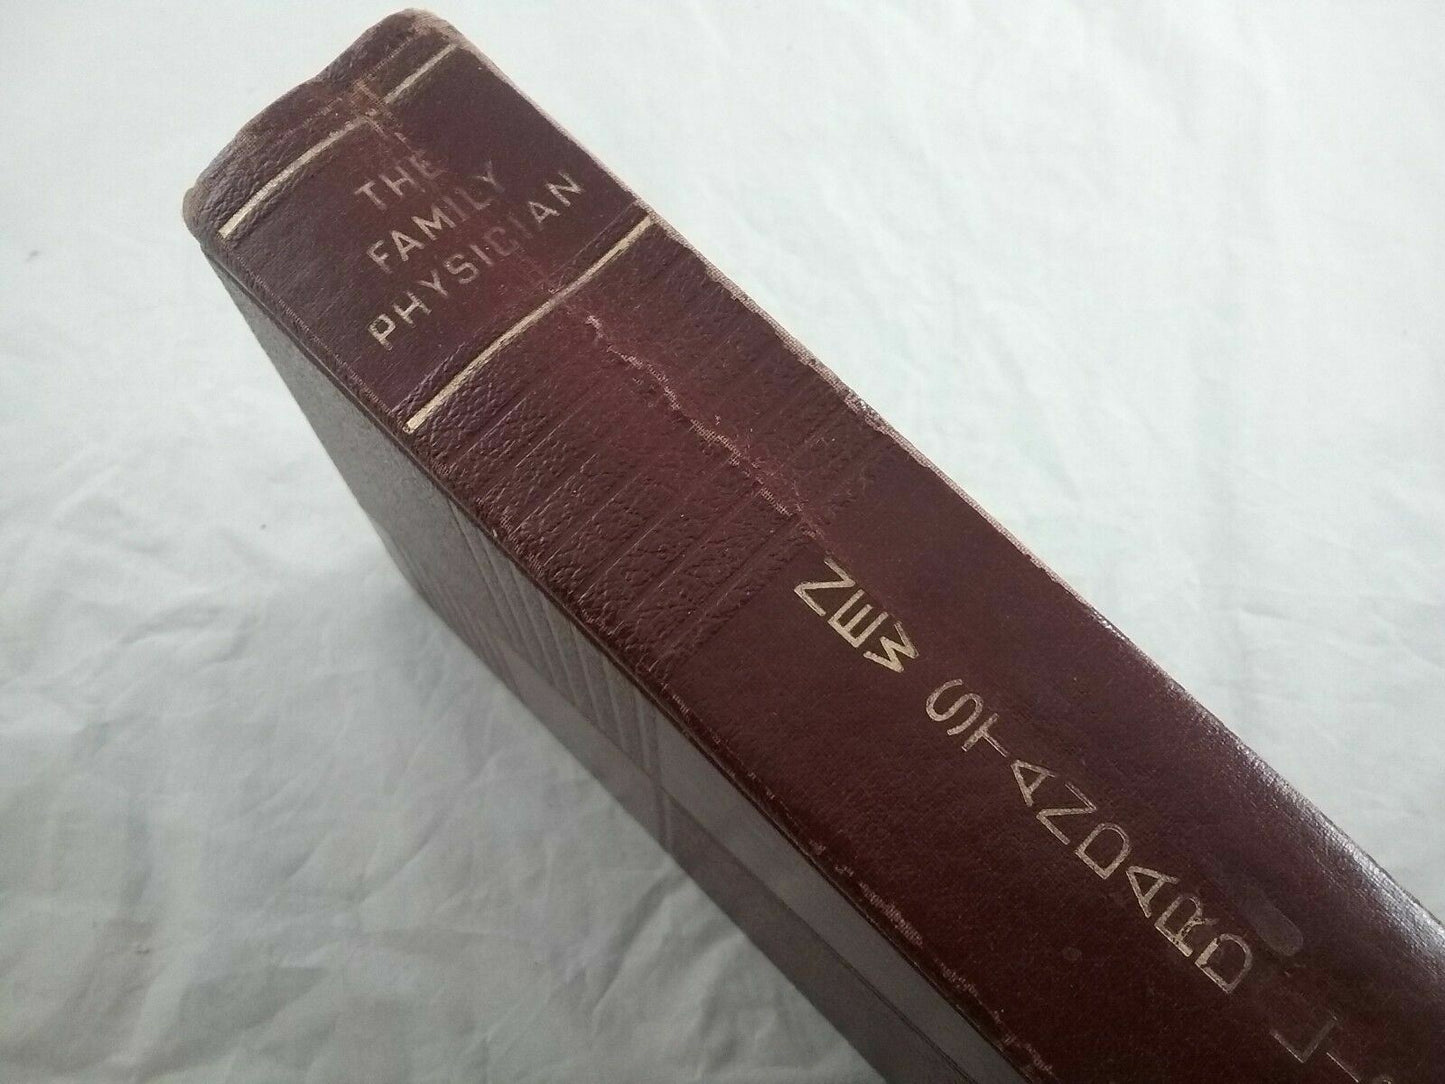 THE
FAMILY
PHYSICIAN
NEW STANDARD